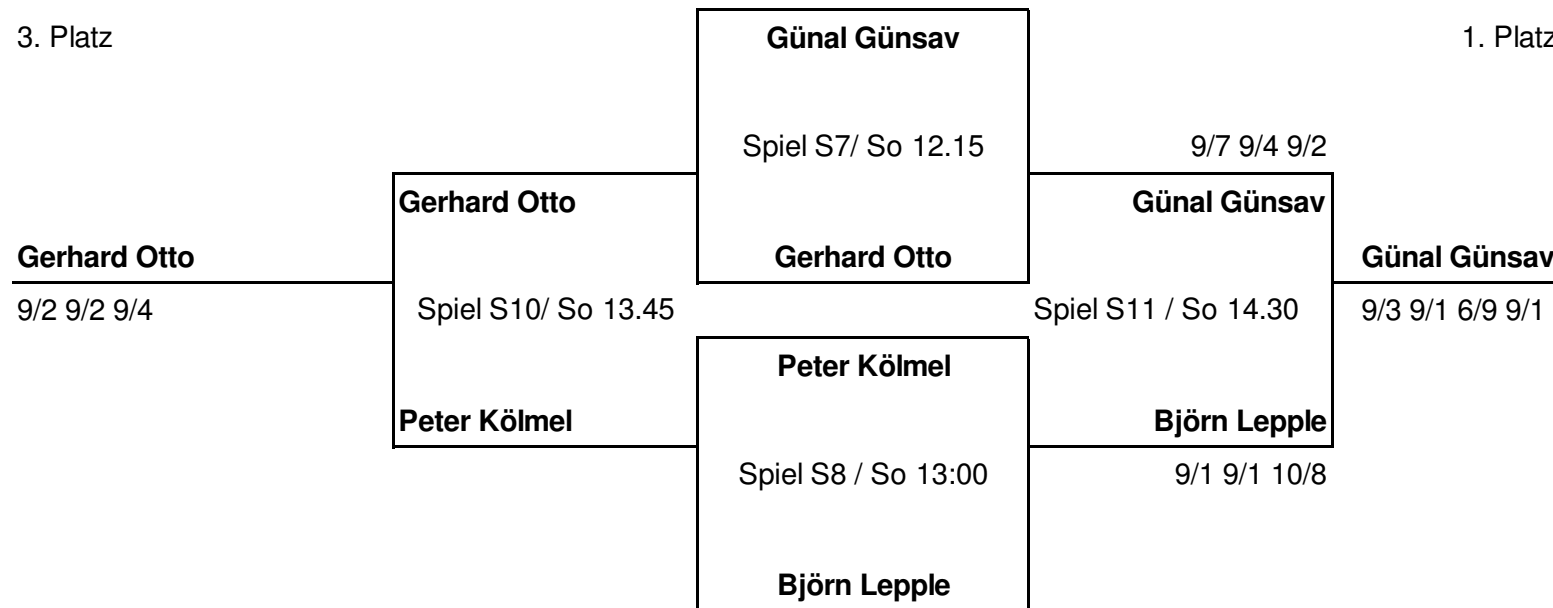 3. Platz
Günal Günsav
1. Platz
Spiel S7/ So 12.15
9/7 9/4 9/2
Gerhard Otto
Günal Günsav
Gerhard Otto
Gerhard Otto
Günal Günsav
9/2 9/2 9/4
Spiel S10/ So 13.45
Spiel S11 / So 14.30
9/3 9/1 6/9 9/1
Peter Kölmel
Peter Kölmel
Björn Lepple
Spiel S8 / So 13:00
9/1 9/1 10/8
Björn Lepple